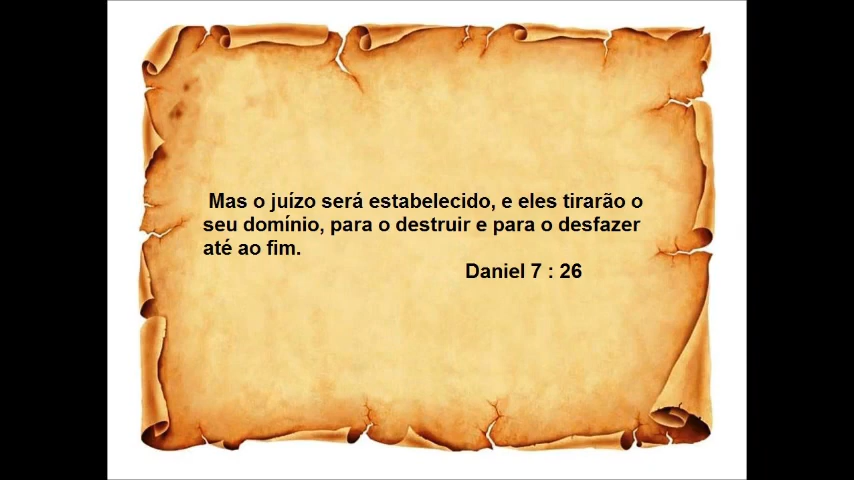 Mas o juízo será estabelecido, e eles tirarão o
seu domínio, para o destruir e para o desfazer
até ao fim.
Daniel 7 : 26